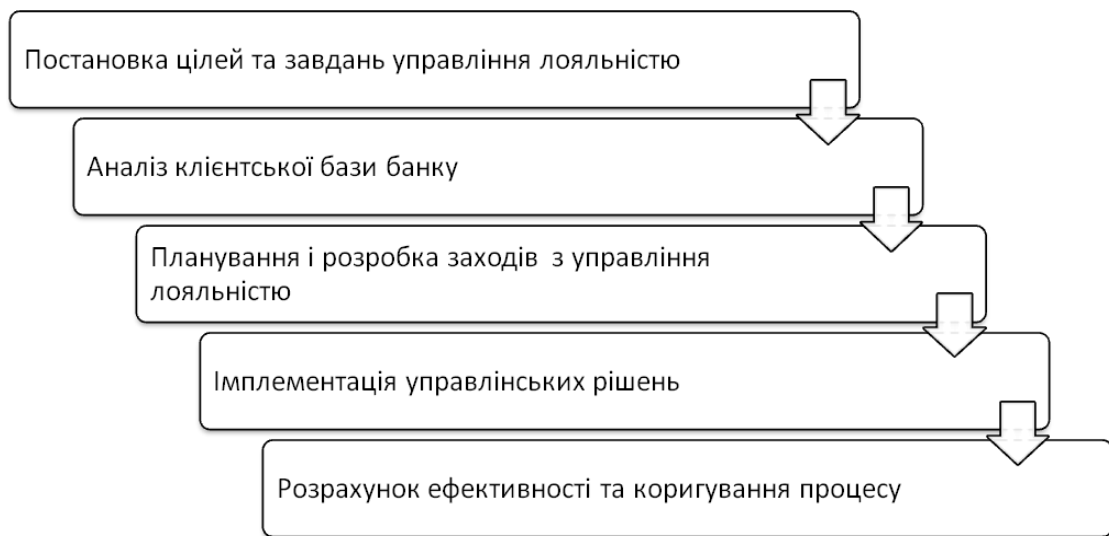 Постановка цілей та завдань управління лояльністю
Аналіз клієнтської бази банку
Планування і розробка заходів  з управління
лояльністю
Імплементація управлінських рішень
Розрахунок ефективності та коригування процесу